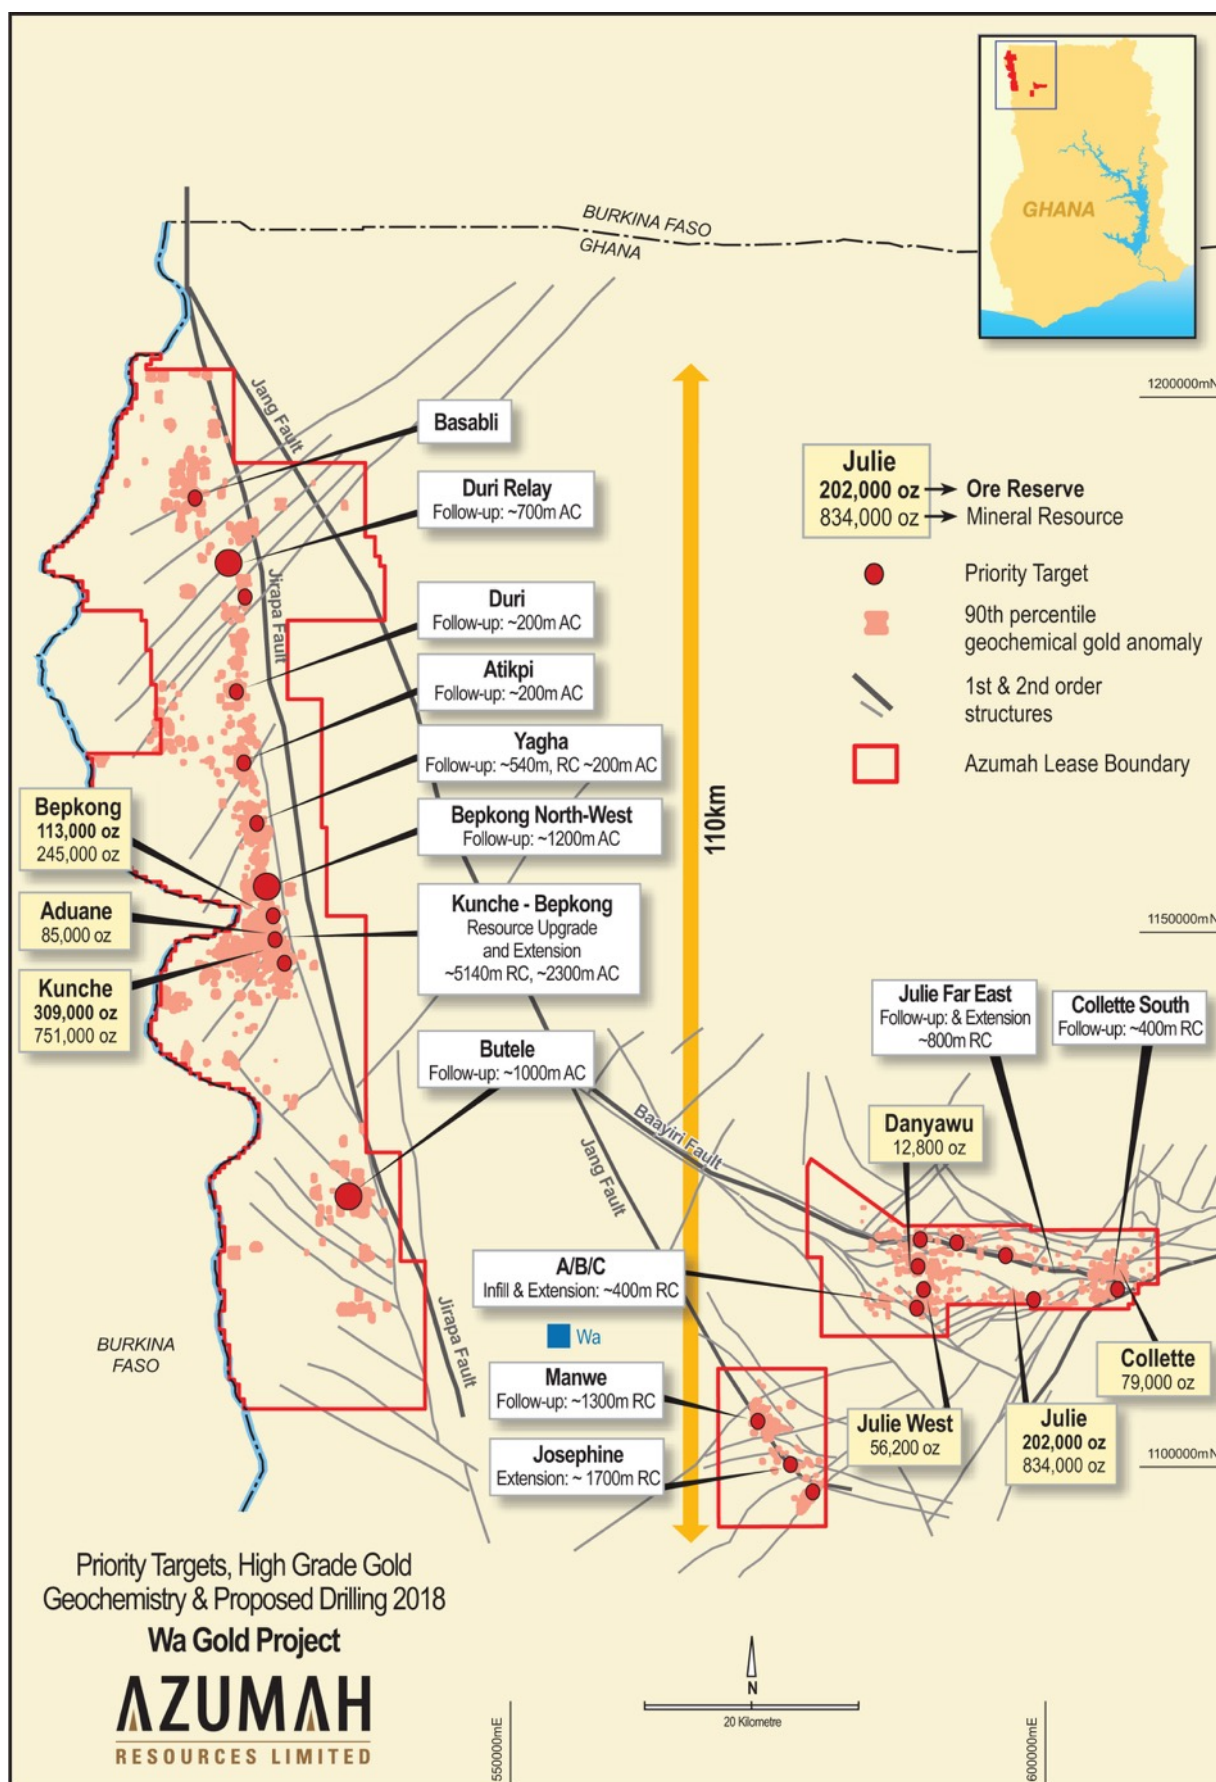 GHANA
BURKINA FASO
GHANA
1200000mN
Jang Fault
Basabli
Duri Relay
Follow-up: ~700m AC
Jirapa Fault
Duri
Follow-up: ~200m AC
Atikpi
Follow-up: ~200m AC
Yagha
Follow-up: ~540m, RC ~200m AC
Bepkong North-West
Follow-up: ~1200m AC
Kunche - Bepkong
Resource Upgrade
and Extension
~5140m RC, ~2300m AC
Butele
Follow-up: ~1000m AC
Bepkong
113,000 oz
245,000 oz
Aduane
85,000 oz
Kunche
309,000 oz
751,000 oz
110km
Julie
202,000 oz
834,000 oz
Ore Reserve
Mineral Resource
Priority Target
90th percentile
geochemical gold anomaly
1st & 2nd order
structures
Azumah Lease Boundary
1150000mN
Julie Far East
Follow-up: & Extension
~800m RC
Collette South
Follow-up: ~400m RC
Danyawu
12,800 oz
Baayiri Fault
Jang Fault
A/B/C
Infill & Extension: ~400m RC
Wa
Jirapa Fault
BURKINA
FASO
Manwe
Follow-up: ~1300m RC
Josephine
Extension: ~ 1700m RC
Collette
79,000 oz
Julie West
56,200 oz
Julie
202,000 oz
834,000 oz
1100000mN
Priority Targets, High Grade Gold
Geochemistry & Proposed Drilling 2018
Wa Gold Project
AZUMAH
RESOURCES LIMITED
N
20 Kilometre
550000mE
600000mE